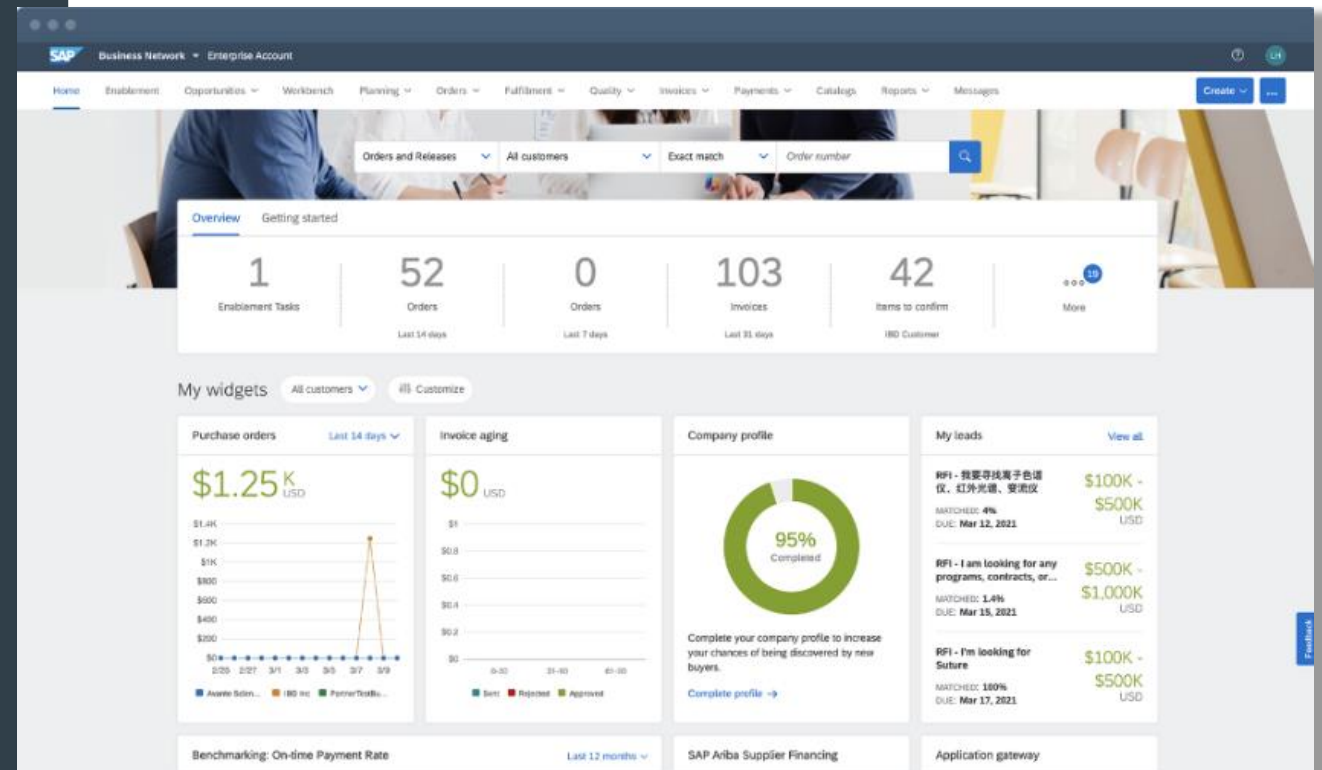 SAP Business Network Enterprise Account
LH
Home Enablement Opportunities Workbench Planning Orders Fulfillment Quality Invoices Payments Catalogs Reports Messages Create ...
Orders and Releases All customers Exact match Order number
Overview Getting started
1 52 0 103 42 19
Enablement Tasks Orders Orders Invoices Items to confirm More
Last 14 days Last 7 days Last 31 days IBD Customer
My widgets All customers Customize
Purchase orders Last 14 days
$1.25 K USD
$1.4K
$1.2K
$1K
$800
$600
$400
$200
$0
2/25 2/27 3/1 3/3 3/5 3/7 3/9
Avante Scien... IBD Inc PartnerTestBu...
Invoice aging
$0 USD
$1
$0.8
$0.6
$0.4
$0.2
$0
0-30 31-60 61-90
Sent Rejected Approved
Company profile
95%
Completed
Complete your company profile to increase
your chances of being discovered by new
buyers.
Complete profile →
My leads View all
RFI - 我要寻找离子色谱
仪、红外光谱、变流仪
MATCHED: 4%
DUE: Mar 12, 2021
$100K -
$500K
USD
RFI - I am looking for any
programs, contracts, or...
MATCHED: 1.4%
DUE: Mar 15, 2021
$500K -
$1,000K
USD
RFI - I'm looking for
Suture
MATCHED: 100%
DUE: Mar 17, 2021
$100K -
$500K
USD
Feedback
Benchmarking: On-time Payment Rate Last 12 months
SAP Ariba Supplier Financing
Application gateway